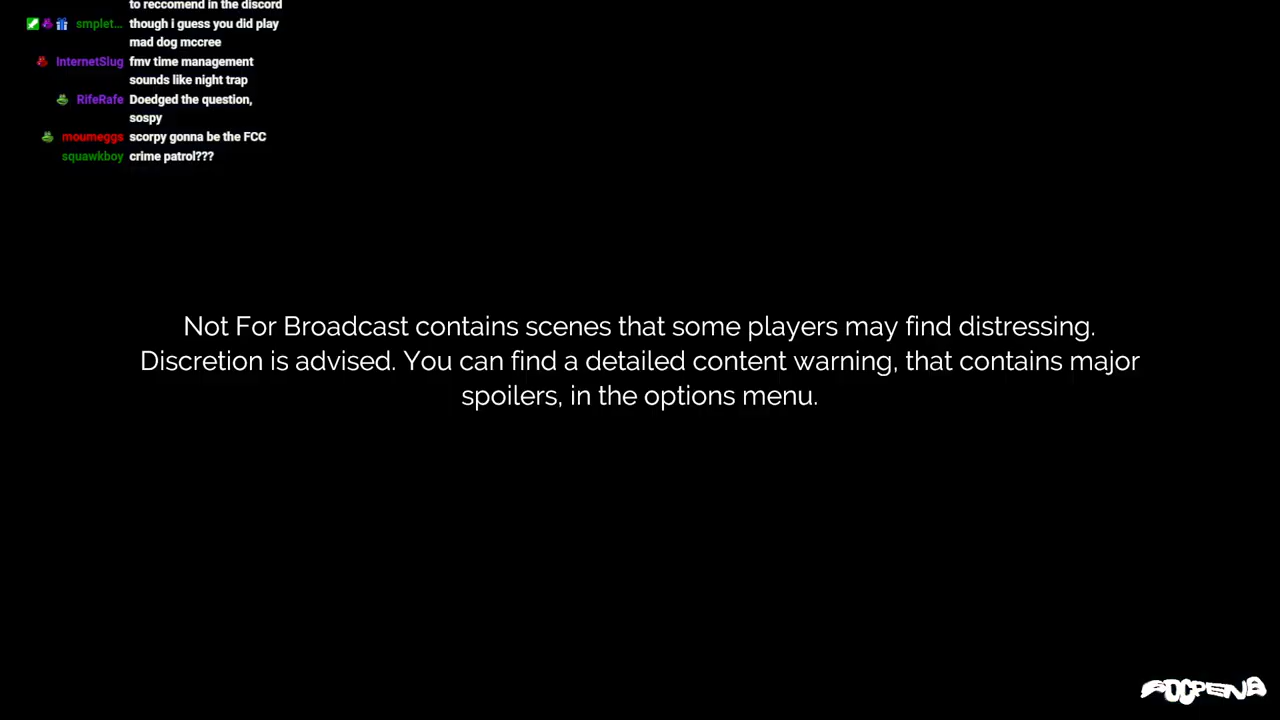 to reccomend in the discord
smplet... though i guess you did play
mad dog mccree
InternetSlug fmv time management
sounds like night trap
RifeRafe Doedged the question,
sospy
moumeggs scorpy gonna be the FCC
squawkboy crime patrol???
Not For Broadcast contains scenes that some players may find distressing.
Discretion is advised. You can find a detailed content warning, that contains major
spoilers, in the options menu.